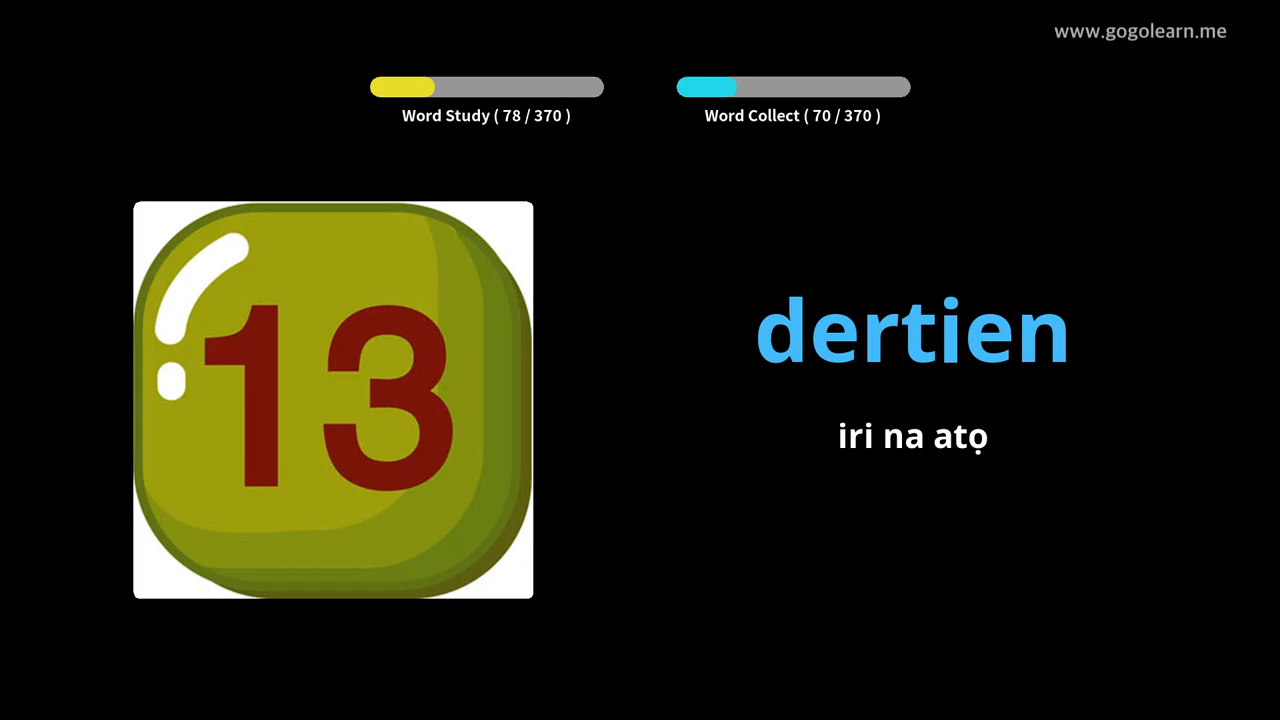 www.gogolearn.me
Word Study ( 78 / 370 )
Word Collect ( 70 / 370 )
13
dertien
iri na atọ